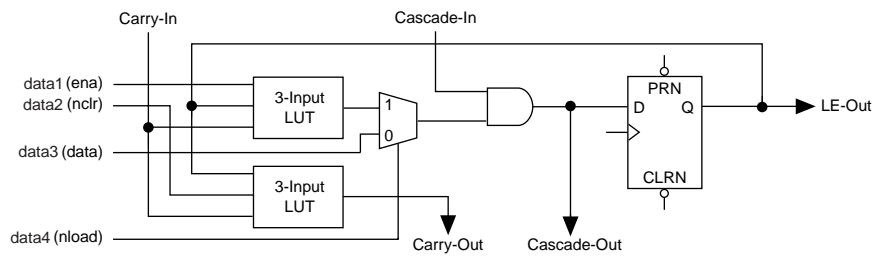 Carry-In
Cascade-In
data1 (ena)
data2 (nclr)
3-Input
LUT
1
0
PRN
D
Q
LE-Out
data3 (data)
3-Input
LUT
CLRN
data4 (nload)
Carry-Out
Cascade-Out